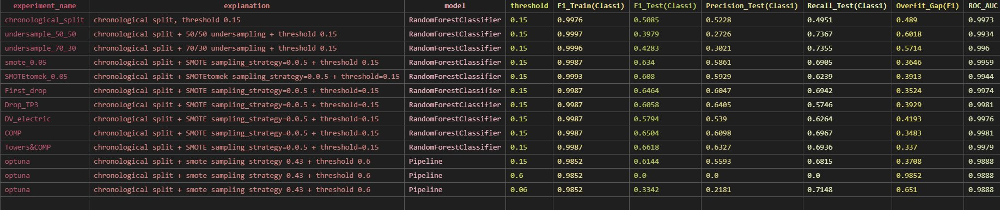 experiment_name explanation model threshold F1_Train(Class1) F1_Test(Class1) Precision_Test(Class1) Recall_Test(Class1) Overfit_Gap(F1) ROC_AUC
chronological_split chronological split, threshold 0.15 RandomForestClassifier 0.15 0.9976 0.5085 0.5228 0.4951 0.489 0.9973
undersample_50_50 chronological split + 50/50 undersampling + threshold 0.15 RandomForestClassifier 0.15 0.9997 0.3979 0.2726 0.7367 0.6018 0.9934
undersample_70_30 chronological split + 70/30 undersampling + threshold 0.15 RandomForestClassifier 0.15 0.9996 0.4283 0.3021 0.7355 0.5714 0.996
smote_0.05 chronological split + SMOTE sampling_strategy=0.0.5 + threshold 0.15 RandomForestClassifier 0.15 0.9987 0.634 0.5861 0.6905 0.3646 0.9959
SMOTEtomek_0.05 chronological split + SMOTEtomek sampling_strategy=0.0.5 + threshold=0.15 RandomForestClassifier 0.15 0.9993 0.608 0.5929 0.6239 0.3913 0.9944
First_drop chronological split + SMOTE sampling_strategy=0.0.5 + threshold=0.15 RandomForestClassifier 0.15 0.9987 0.6464 0.6047 0.6942 0.3524 0.9974
Drop_TP3 chronological split + SMOTE sampling_strategy=0.0.5 + threshold=0.15 RandomForestClassifier 0.15 0.9987 0.6058 0.6405 0.5746 0.3929 0.9981
DV_electric chronological split + SMOTE sampling_strategy=0.0.5 + threshold=0.15 RandomForestClassifier 0.15 0.9987 0.5794 0.539 0.6264 0.4193 0.9976
COMP chronological split + SMOTE sampling_strategy=0.0.5 + threshold=0.15 RandomForestClassifier 0.15 0.9987 0.6504 0.6098 0.6967 0.3483 0.9981
Towers&COMP chronological split + SMOTE sampling_strategy=0.0.5 + threshold=0.15 RandomForestClassifier 0.15 0.9987 0.6618 0.6327 0.6936 0.337 0.9979
optuna chronological split + smote sampling strategy 0.43 + threshold 0.6 Pipeline 0.15 0.9852 0.6144 0.5593 0.6815 0.3708 0.9888
optuna chronological split + smote sampling strategy 0.43 + threshold 0.6 Pipeline 0.6 0.9852 0.0 0.0 0.0 0.9852 0.9888
optuna chronological split + smote sampling strategy 0.43 + threshold 0.6 Pipeline 0.06 0.9852 0.3342 0.2181 0.7148 0.651 0.9888